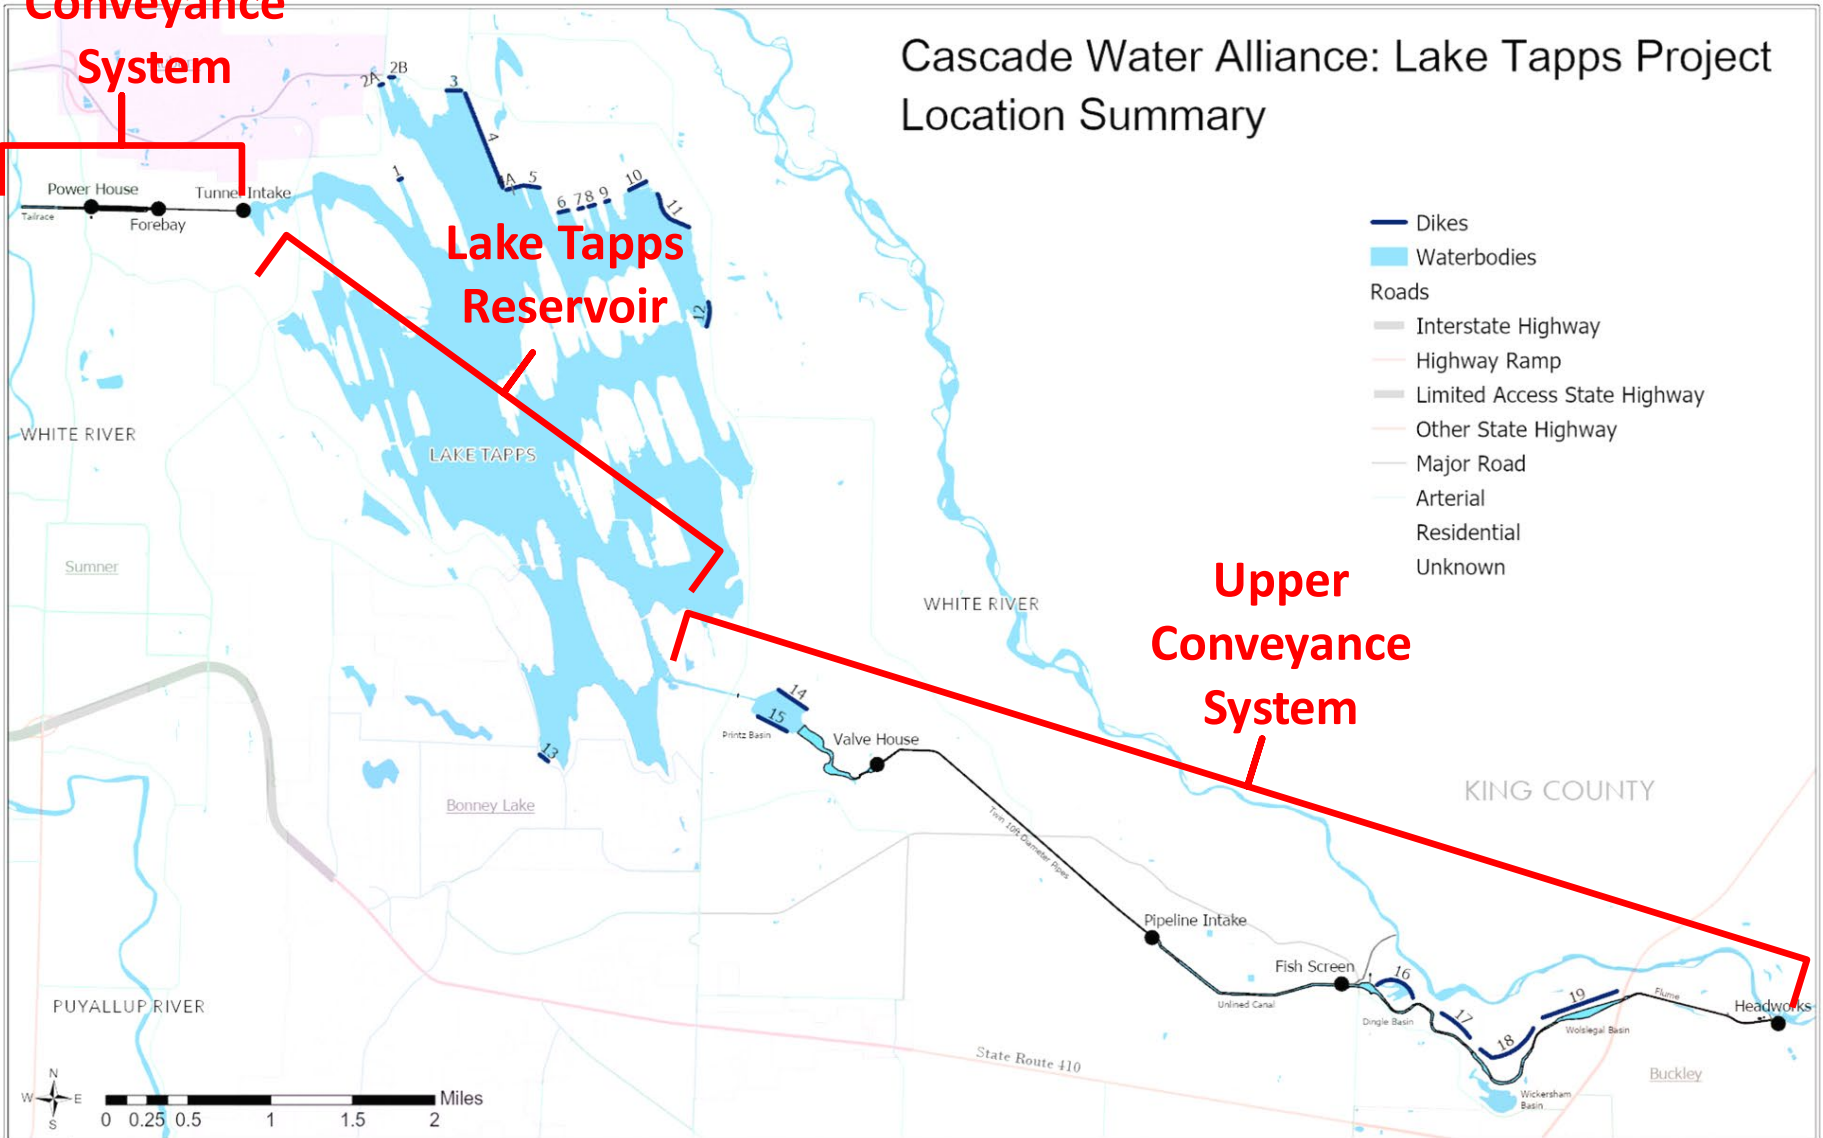 Conveyance
System
Cascade Water Alliance: Lake Tapps Project
Location Summary
2A
2B
3
4
4A
5
1
6
7
8
9
10
11
12
Power House
Tunnel Intake
Tailrace
Forebay
Lake Tapps
Reservoir
Dikes
Waterbodies
Roads
Interstate Highway
Highway Ramp
Limited Access State Highway
Other State Highway
Major Road
Arterial
Residential
Unknown
WHITE RIVER
LAKE TAPPS
Sumner
WHITE RIVER
Upper
Conveyance
System
14
15
Printz Basin
Valve House
13
Bonney Lake
KING COUNTY
Twin 10ft Diameter Pipes
Pipeline Intake
Fish Screen
16
Unlined Canal
Dingle Basin
17
18
19
Wolslegal Basin
Flume
Headworks
PUYALLUP RIVER
State Route 410
Buckley
Wickersham
Basin
N
W
E
S
0 0.25 0.5 1 1.5 2
Miles